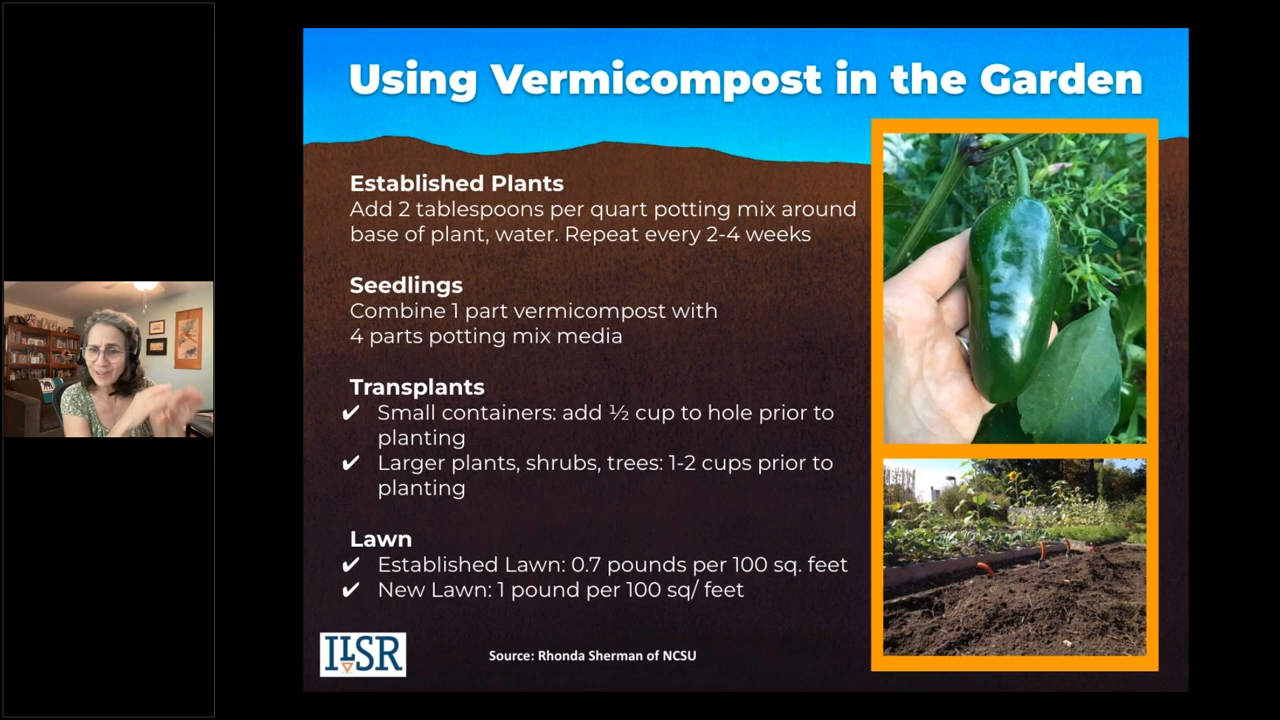 Using Vermicompost in the Garden
Established Plants
Add 2 tablespoons per quart potting mix around
base of plant, water. Repeat every 2-4 weeks
Seedlings
Combine 1 part vermicompost with
4 parts potting mix media
Transplants
✔ Small containers: add ½ cup to hole prior to
planting
✔ Larger plants, shrubs, trees: 1-2 cups prior to
planting
Lawn
✔ Established Lawn: 0.7 pounds per 100 sq. feet
✔ New Lawn: 1 pound per 100 sq/ feet
ILSR
Source: Rhonda Sherman of NCSU